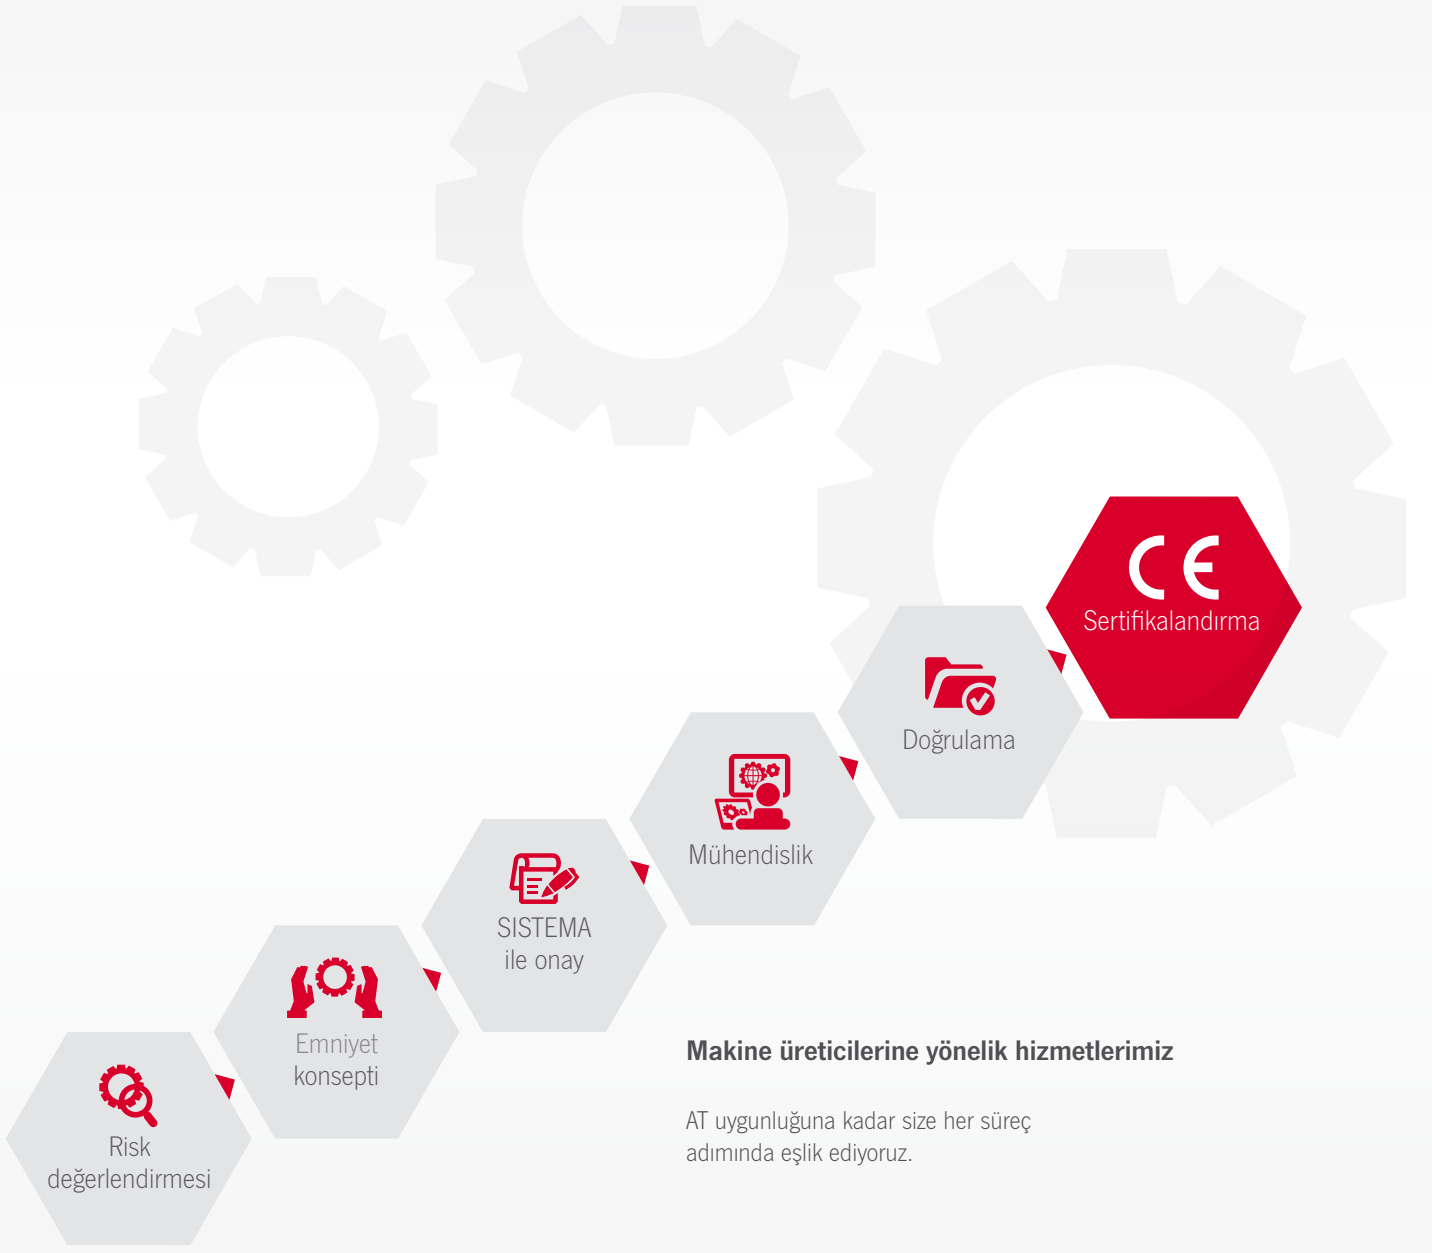 CE
Sertifikalandırma
Doğrulama
Mühendislik
SISTEMA
ile onay
Emniyet
konsepti
Risk
değerlendirmesi
Makine üreticilerine yönelik hizmetlerimiz
AT uygunluğuna kadar size her süreç
adımında eşlik ediyoruz.